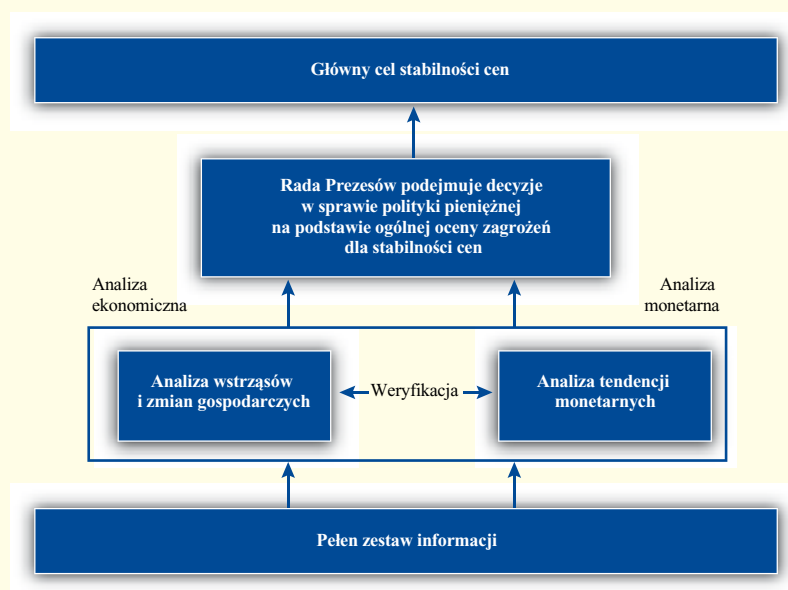 Główny cel stabilności cen
Rada Prezesów podejmuje decyzje
w sprawie polityki pieniężnej
na podstawie ogólnej oceny zagrożeń
dla stabilności cen
Analiza
ekonomiczna
Analiza
monetarna
Analiza wstrząsów
i zmian gospodarczych
Weryfikacja
Analiza tendencji
monetarnych
Pełen zestaw informacji